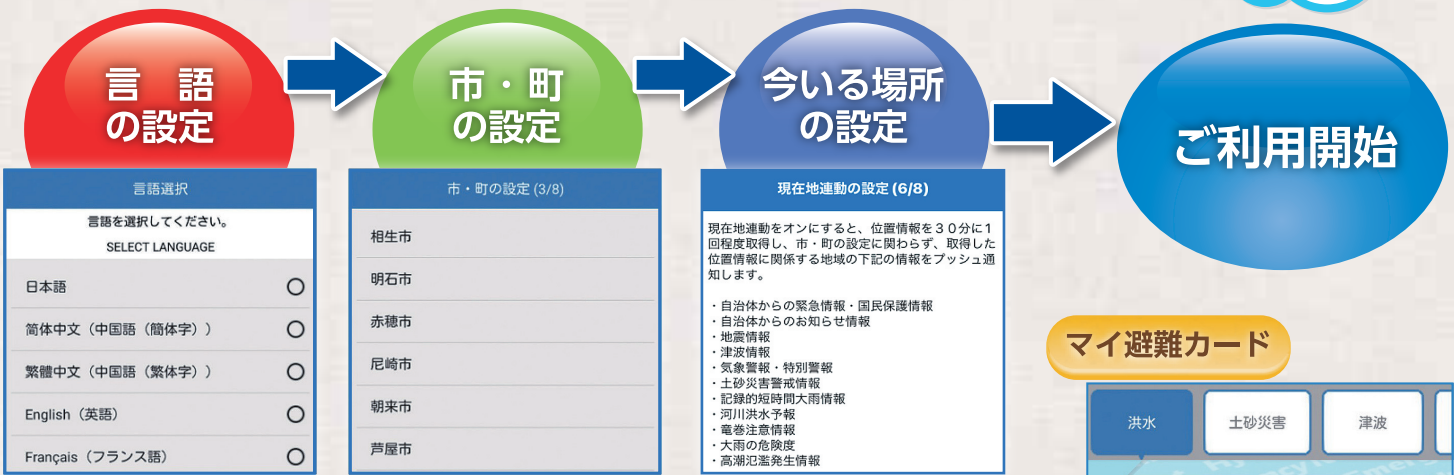 言 語
の設定
市・町
の設定
今いる場所
の設定
ご利用開始
言語選択
言語を選択してください。
SELECT LANGUAGE
日本語
简体中文（中国語（簡体字））
繁體中文（中国語（繁体字））
English（英語）
Français（フランス語）
市・町の設定 (3/8)
相生市
明石市
赤穂市
尼崎市
朝来市
芦屋市
現在地連動の設定 (6/8)
現在地連動をオンにすると、位置情報を３０分に１
回程度取得し、市・町の設定に関わらず、取得した
位置情報に関係する地域の下記の情報をプッシュ通
知します。
・自治体からの緊急情報・国民保護情報
・自治体からのお知らせ情報
・地震情報
・津波情報
・気象警報・特別警報
・土砂災害警戒情報
・記録的短時間大雨情報
・河川洪水予報
・竜巻注意情報
・大雨の危険度
・高潮氾濫発生情報
マイ避難カード
洪水
土砂災害
津波